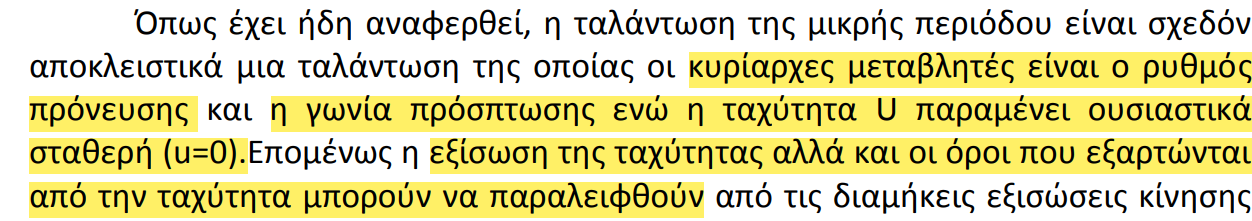 Όπως έχει ήδη αναφερθεί, η ταλάντωση της μικρής περιόδου είναι σχεδόν
αποκλειστικά μια ταλάντωση της οποίας οι κυρίαρχες μεταβλητές είναι ο ρυθμός
πρόνευσης και η γωνία πρόσπτωσης ενώ η ταχύτητα U παραμένει ουσιαστικά
σταθερή (u=0).Επομένως η εξίσωση της ταχύτητας αλλά και οι όροι που εξαρτώνται
από την ταχύτητα μπορούν να παραλειφθούν από τις διαμήκεις εξισώσεις κίνησης